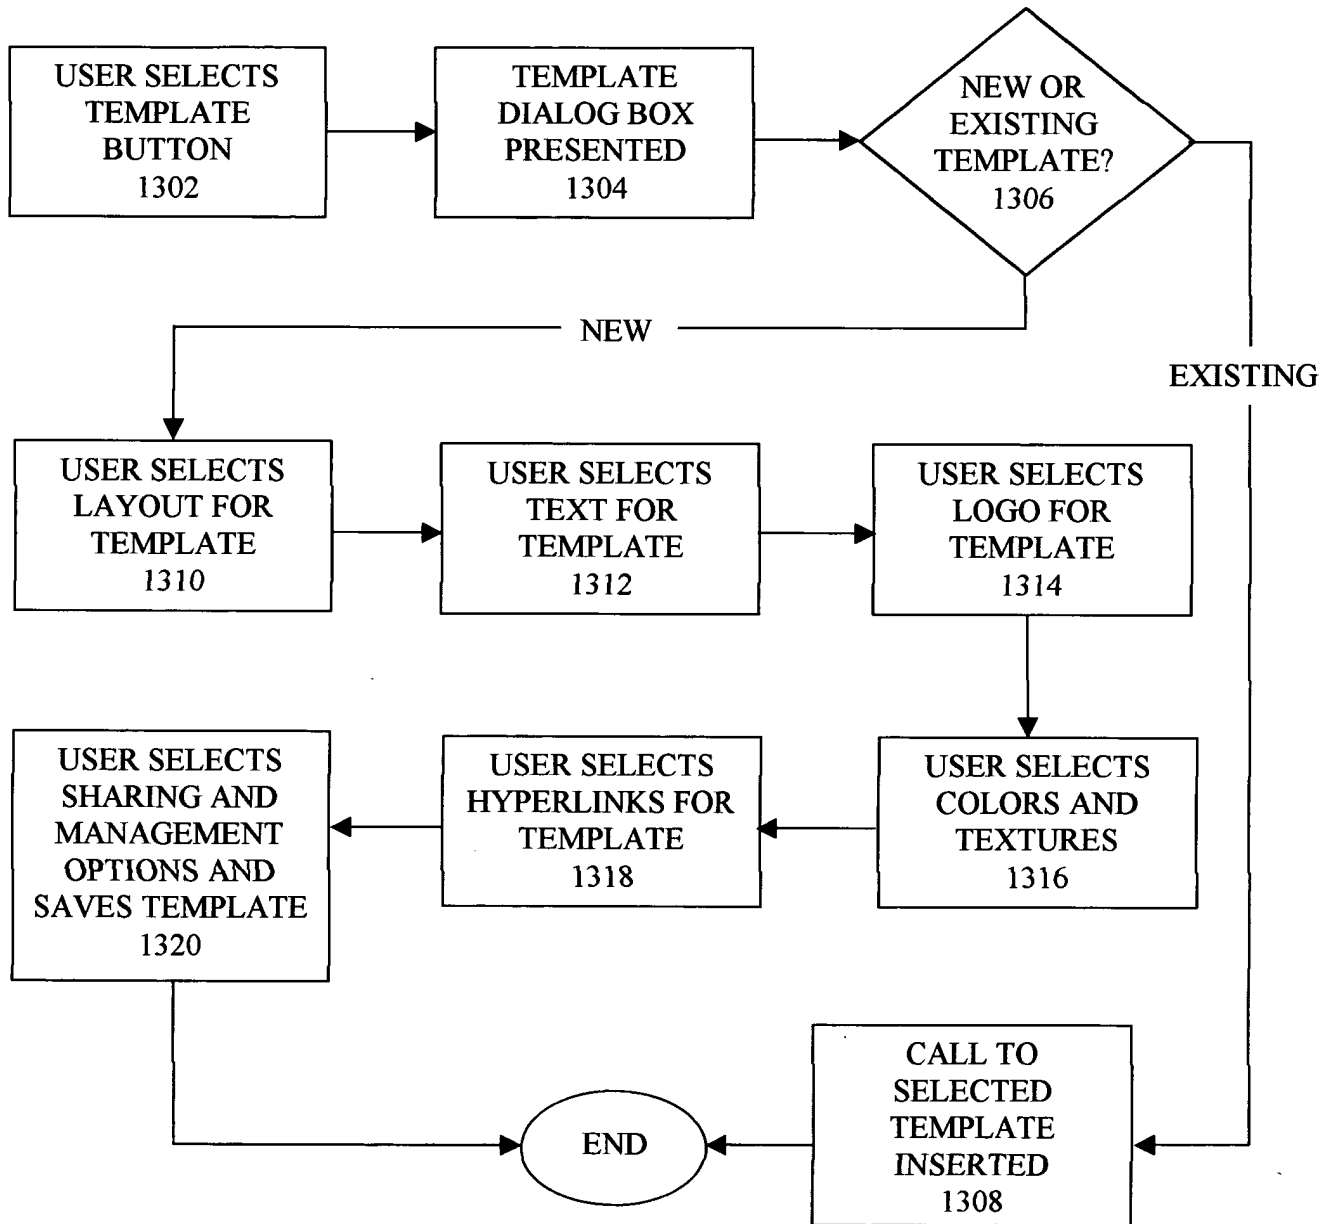 USER SELECTS
TEMPLATE
BUTTON
1302
TEMPLATE
DIALOG BOX
PRESENTED
1304
NEW OR
EXISTING
TEMPLATE?
1306
NEW
EXISTING
USER SELECTS
LAYOUT FOR
TEMPLATE
1310
USER SELECTS
TEXT FOR
TEMPLATE
1312
USER SELECTS
LOGO FOR
TEMPLATE
1314
USER SELECTS
COLORS AND
TEXTURES
1316
USER SELECTS
HYPERLINKS FOR
TEMPLATE
1318
USER SELECTS
SHARING AND
MANAGEMENT
OPTIONS AND
SAVES TEMPLATE
1320
CALL TO
SELECTED
TEMPLATE
INSERTED
1308
END